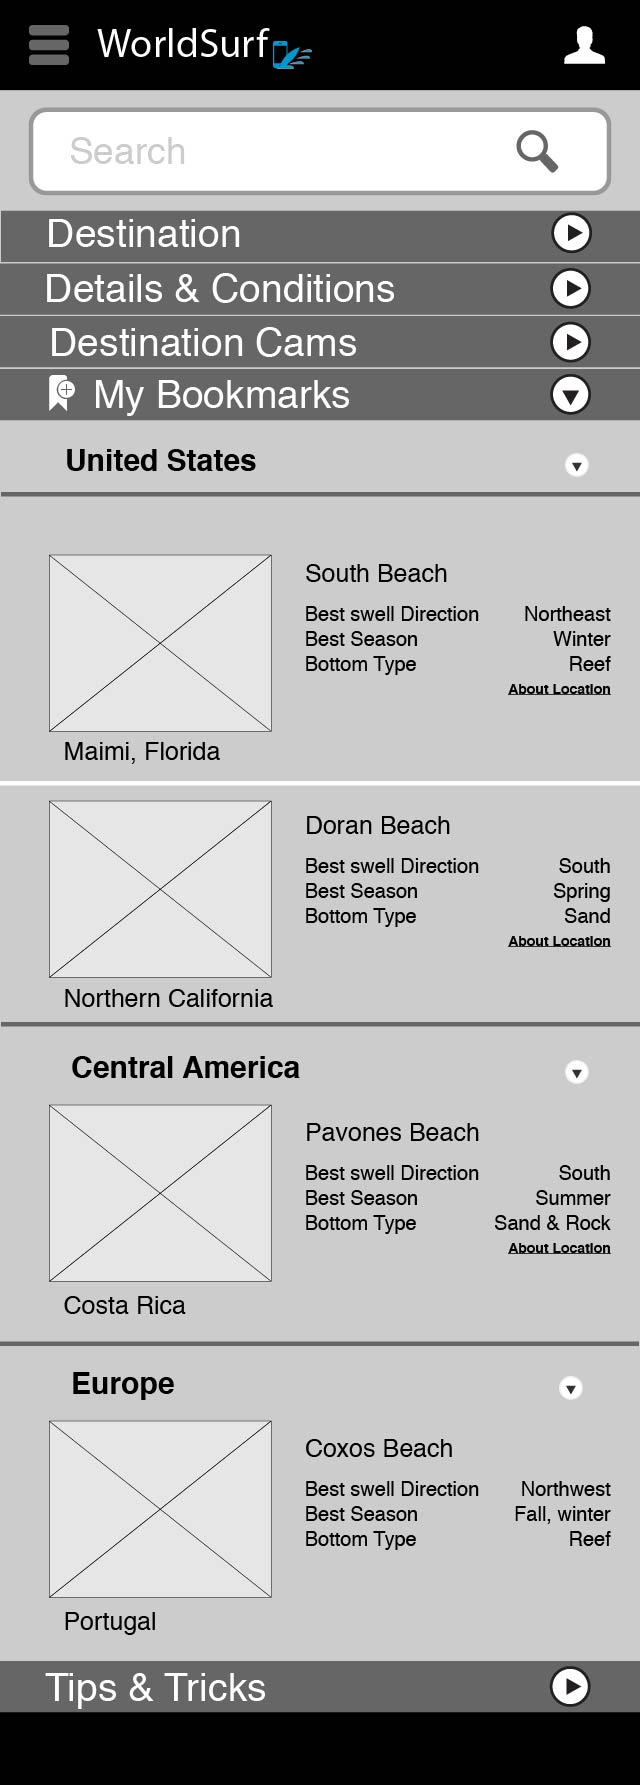 WorldSurf
Search
Destination
Details & Conditions
Destination Cams
My Bookmarks
United States
South Beach
Best swell Direction Northeast
Best Season Winter
Bottom Type Reef
About Location
Maimi, Florida
Doran Beach
Best swell Direction South
Best Season Spring
Bottom Type Sand
About Location
Northern California
Central America
Pavones Beach
Best swell Direction South
Best Season Summer
Bottom Type Sand & Rock
About Location
Costa Rica
Europe
Coxos Beach
Best swell Direction Northwest
Best Season Fall, winter
Bottom Type Reef
Portugal
Tips & Tricks